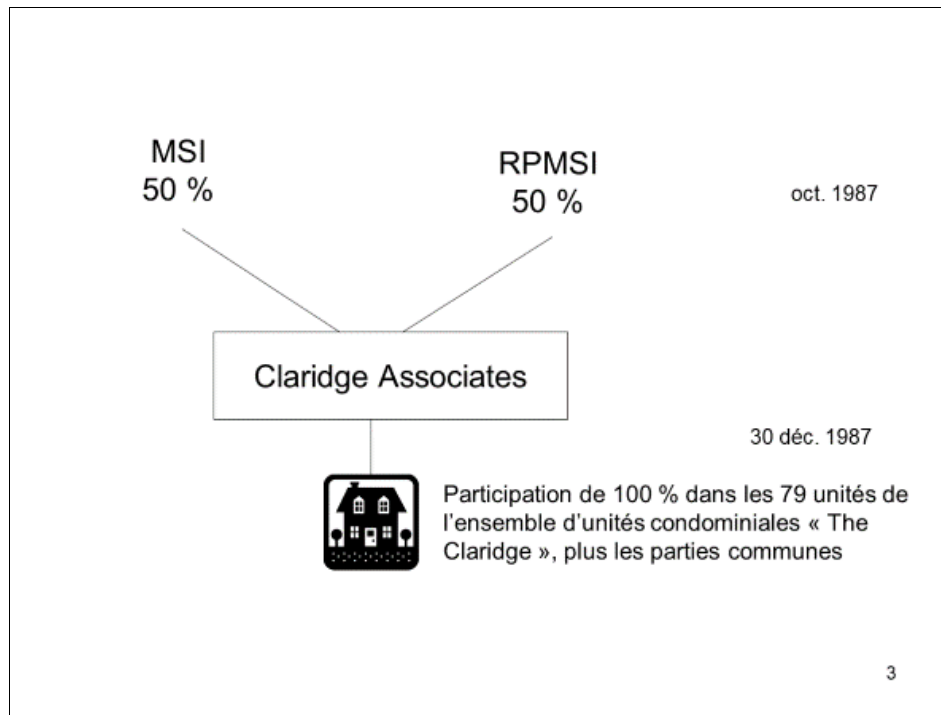 MSI
50 %
RPMSI
50 %
oct. 1987
Claridge Associates
30 déc. 1987
Participation de 100 % dans les 79 unités de
l'ensemble d'unités condominiales « The
Claridge », plus les parties communes
3